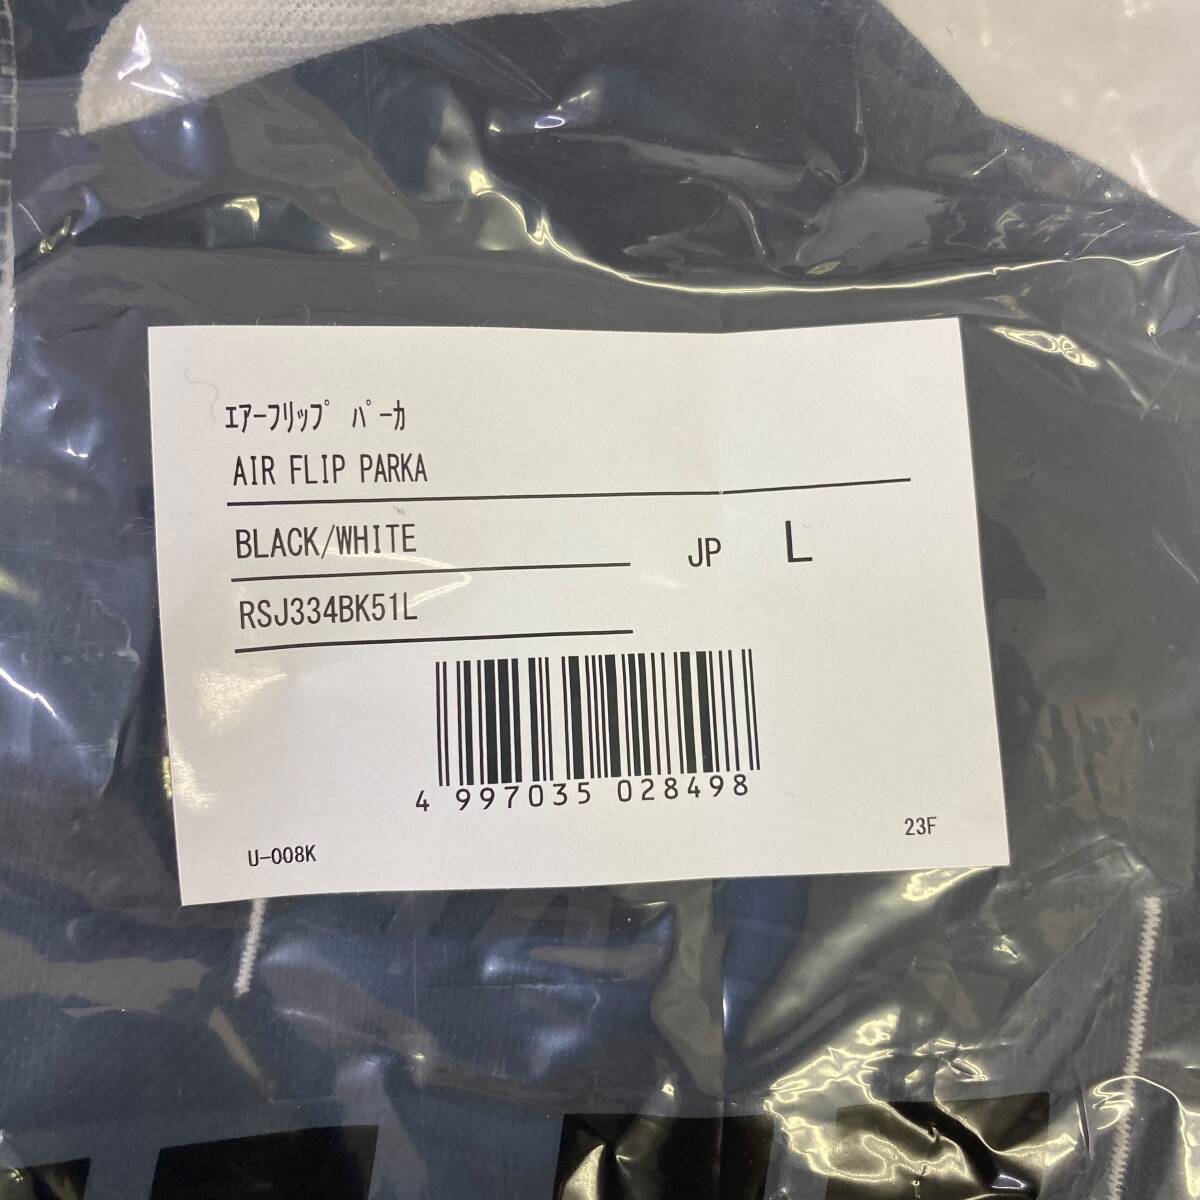 ｴｱｰﾌﾘｯﾌﾟ ﾊﾟｰｶ
AIR FLIP PARKA
BLACK/WHITE
JP L
RSJ334BK51L
4 997035 028498
U-008K
23F